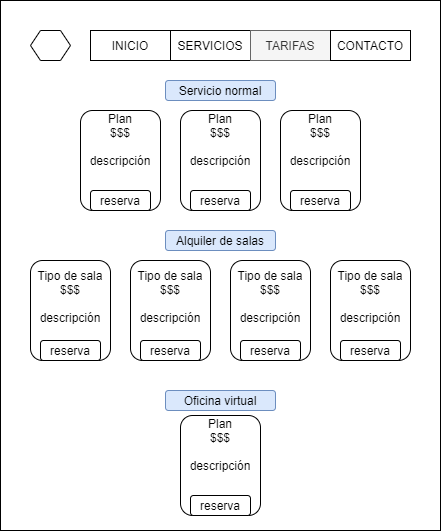 INICIO SERVICIOS TARIFAS CONTACTO
Servicio normal
Plan Plan Plan
$$$ $$$ $$$
descripción descripción descripción
reserva reserva reserva
Alquiler de salas
Tipo de sala Tipo de sala Tipo de sala Tipo de sala
$$$ $$$ $$$ $$$
descripción descripción descripción descripción
reserva reserva reserva reserva
Oficina virtual
Plan
$$$
descripción
reserva